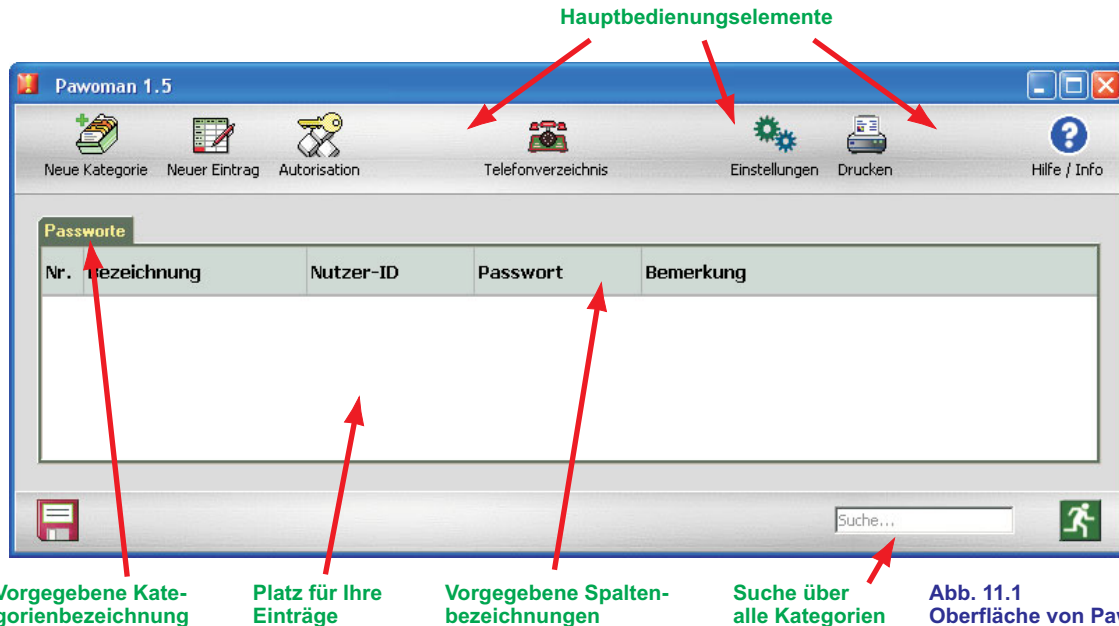 Hauptbedienungselemente
Pawoman 1.5
Neue Kategorie Neuer Eintrag Autorisation Telefonverzeichnis Einstellungen Drucken Hilfe / Info
Passworte
Nr. Bezeichnung Nutzer-ID Passwort Bemerkung
Suche...
Vorgegebene Kate-
gorienbezeichnung
Platz für Ihre
Einträge
Vorgegebene Spalten-
bezeichnungen
Suche über
alle Kategorien
Abb. 11.1
Oberfläche von